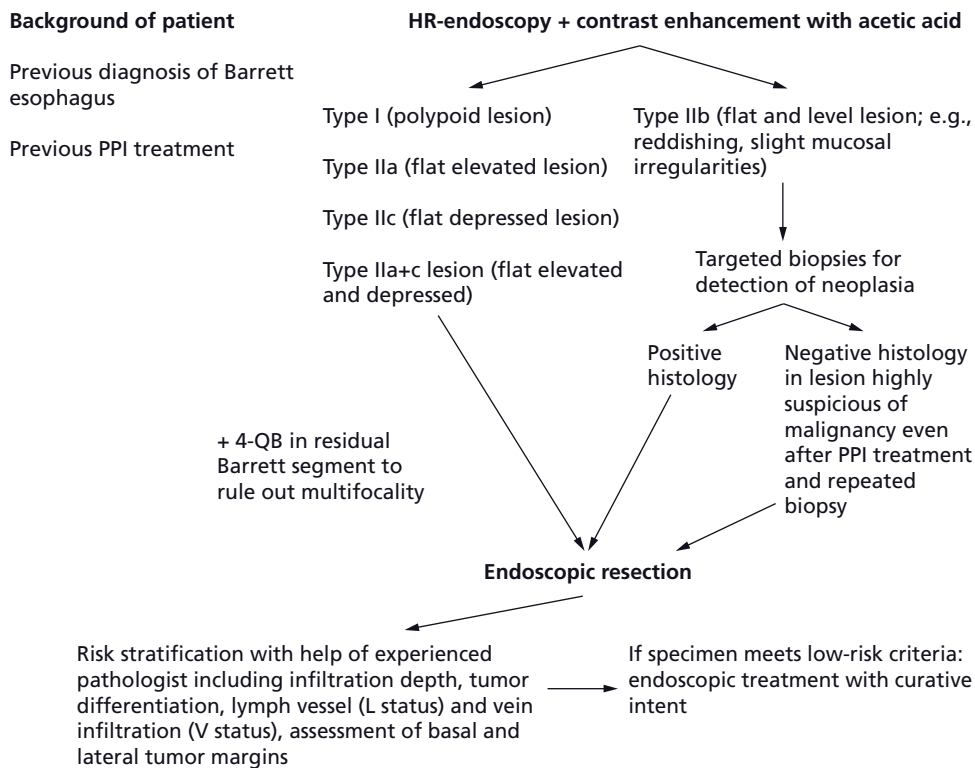 Background of patient
HR-endoscopy + contrast enhancement with acetic acid
Previous diagnosis of Barrett
esophagus
Previous PPI treatment
Type I (polypoid lesion)
Type IIa (flat elevated lesion)
Type IIc (flat depressed lesion)
Type IIa+c lesion (flat elevated
and depressed)
Type IIb (flat and level lesion; e.g.,
reddishing, slight mucosal
irregularities)
Targeted biopsies for
detection of neoplasia
Positive
histology
Negative histology
in lesion highly
suspicious of
malignancy even
after PPI treatment
and repeated
biopsy
+ 4-QB in residual
Barrett segment to
rule out multifocality
Endoscopic resection
Risk stratification with help of experienced
pathologist including infiltration depth, tumor
differentiation, lymph vessel (L status) and vein
infiltration (V status), assessment of basal and
lateral tumor margins
If specimen meets low-risk criteria:
endoscopic treatment with curative
intent